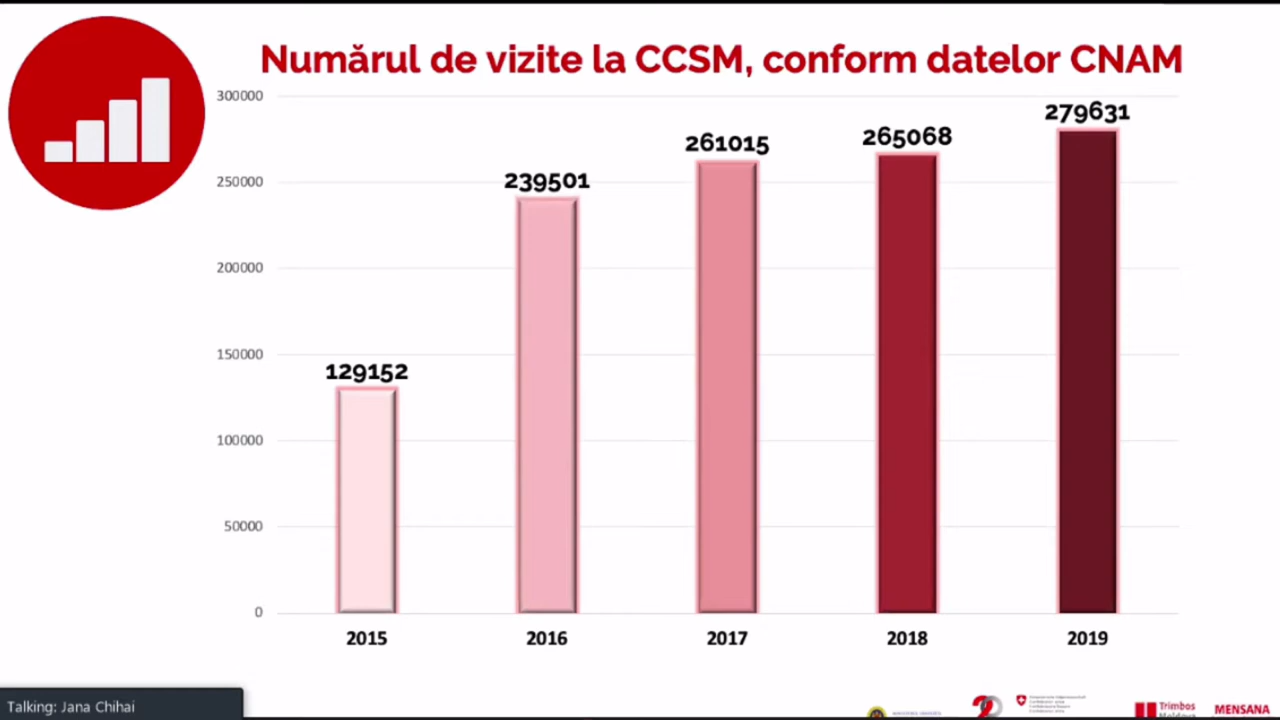 Numărul de vizite la CCSM, conform datelor CNAM
300000
279631
265068
261015
250000
239501
200000
150000
129152
100000
50000
0
2015 2016 2017 2018 2019
Talking: Jana Chihai
Trimbos
Moldova
MENSANA